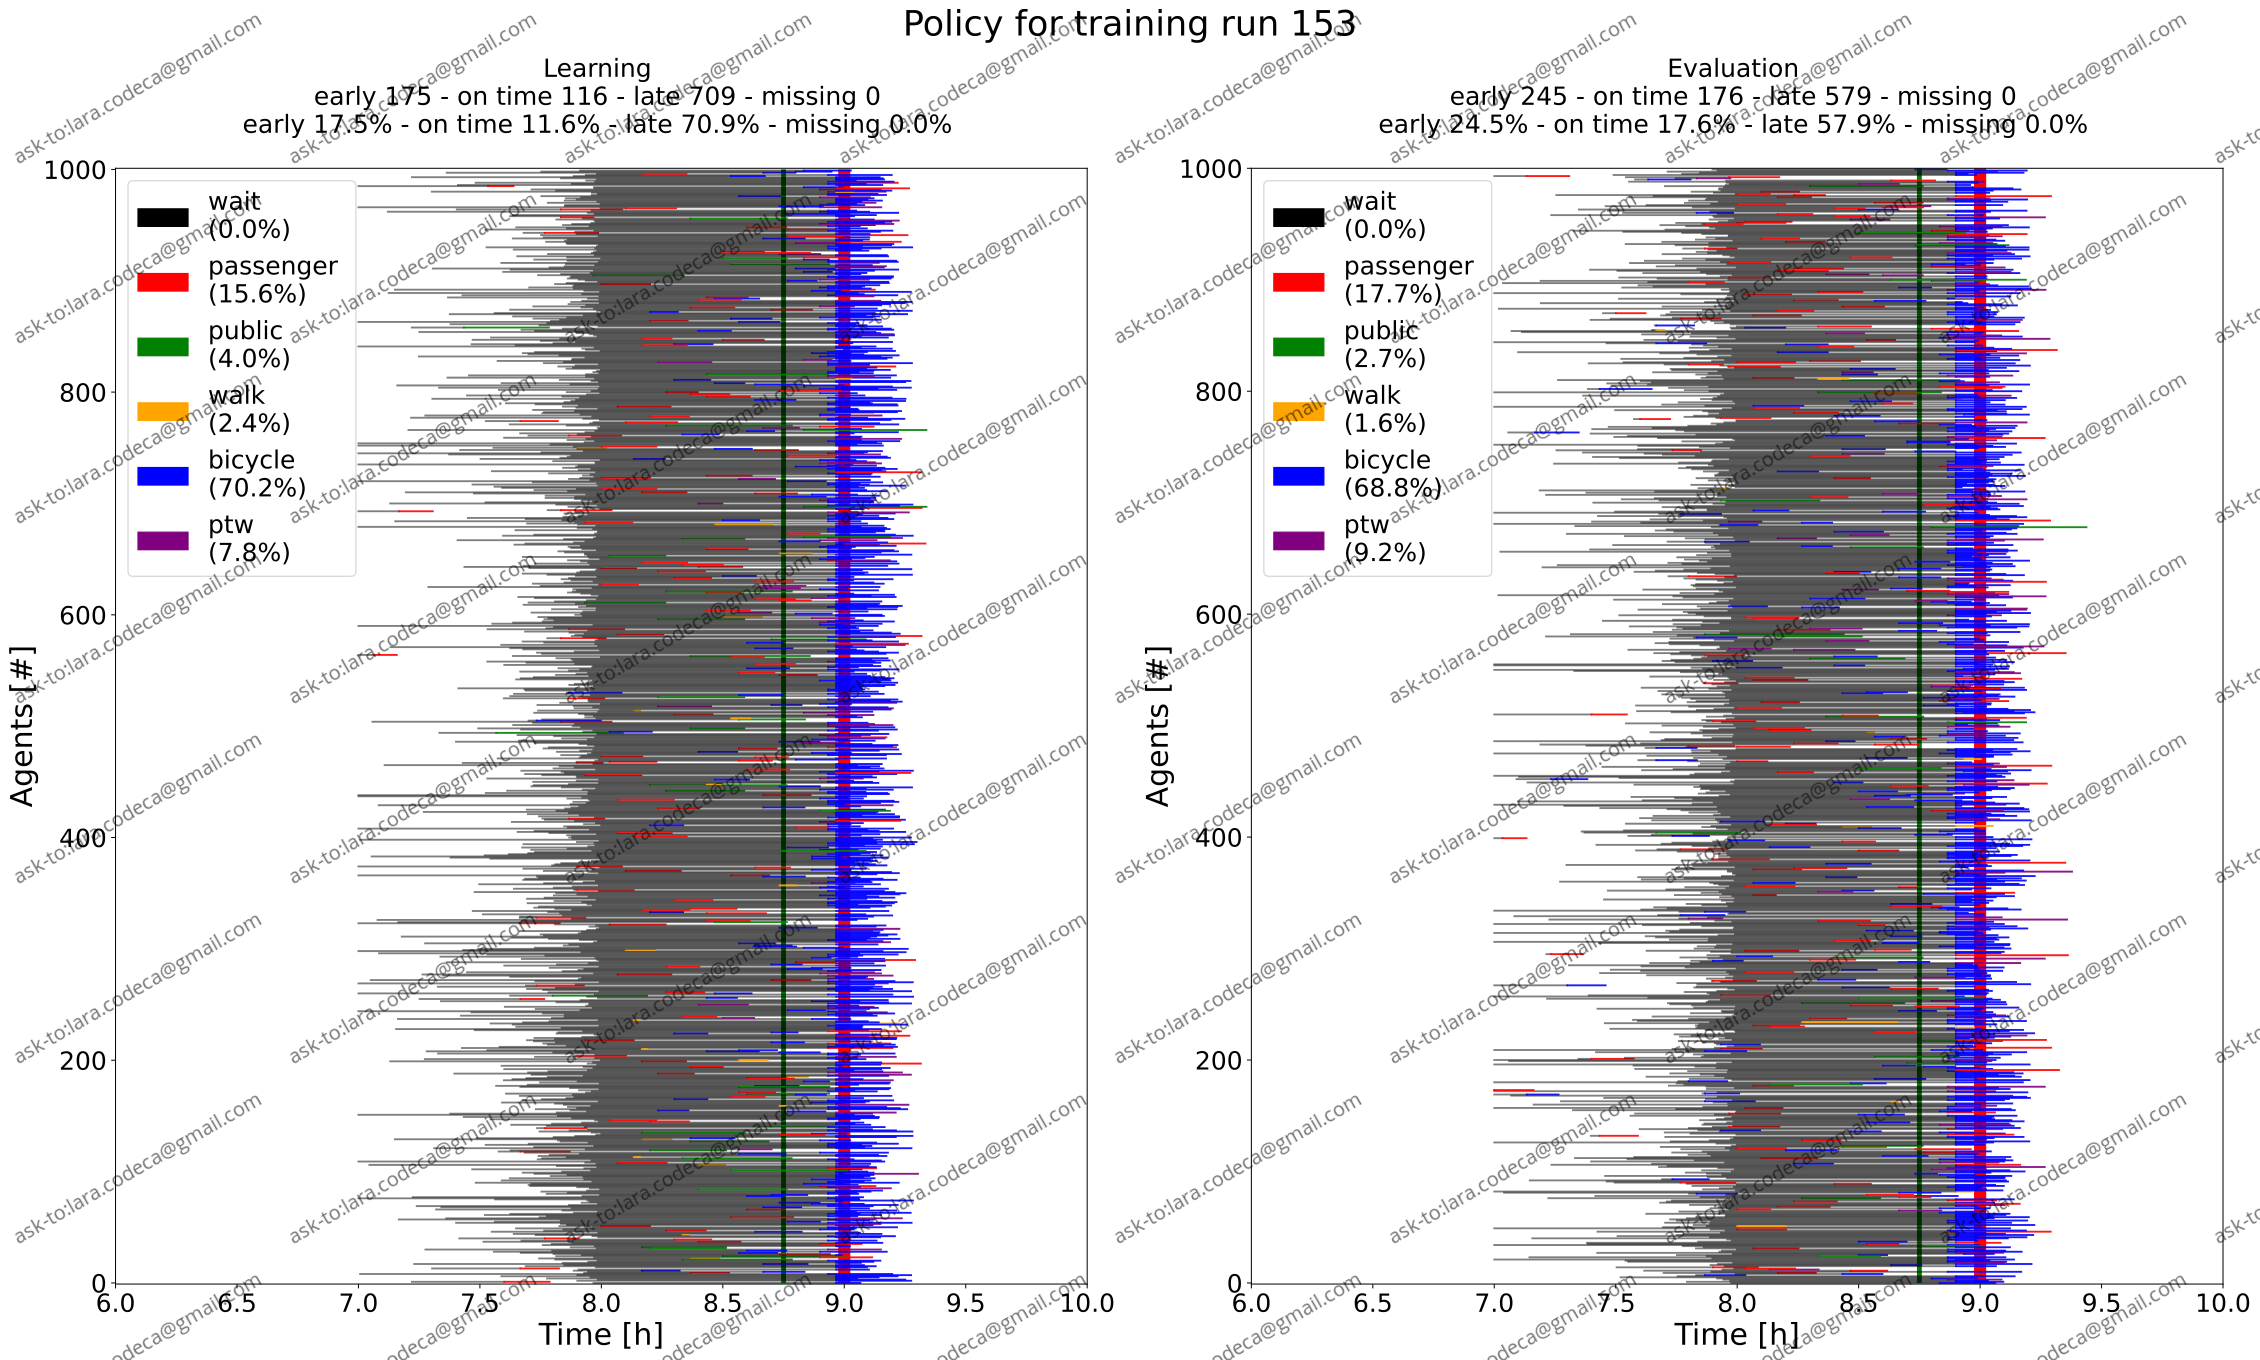 Policy for training run 153
Learning
early 175 - on time 116 - late 709 - missing 0
early 17.5% - on time 11.6% - late 70.9% - missing 0.0%
1000
800
600
400
200
0
Agents [#]
wait
(0.0%)
passenger
(15.6%)
public
(4.0%)
walk
(2.4%)
bicycle
(70.2%)
ptw
(7.8%)
6.0 6.5 7.0 7.5 8.0 8.5 9.0 9.5 10.0
Time [h]
Evaluation
early 245 - on time 176 - late 579 - missing 0
early 24.5% - on time 17.6% - late 57.9% - missing 0.0%
1000
800
600
400
200
0
Agents [#]
wait
(0.0%)
passenger
(17.7%)
public
(2.7%)
walk
(1.6%)
bicycle
(68.8%)
ptw
(9.2%)
6.0 6.5 7.0 7.5 8.0 8.5 9.0 9.5 10.0
Time [h]
ask-to:lara.codeca@gmail.com